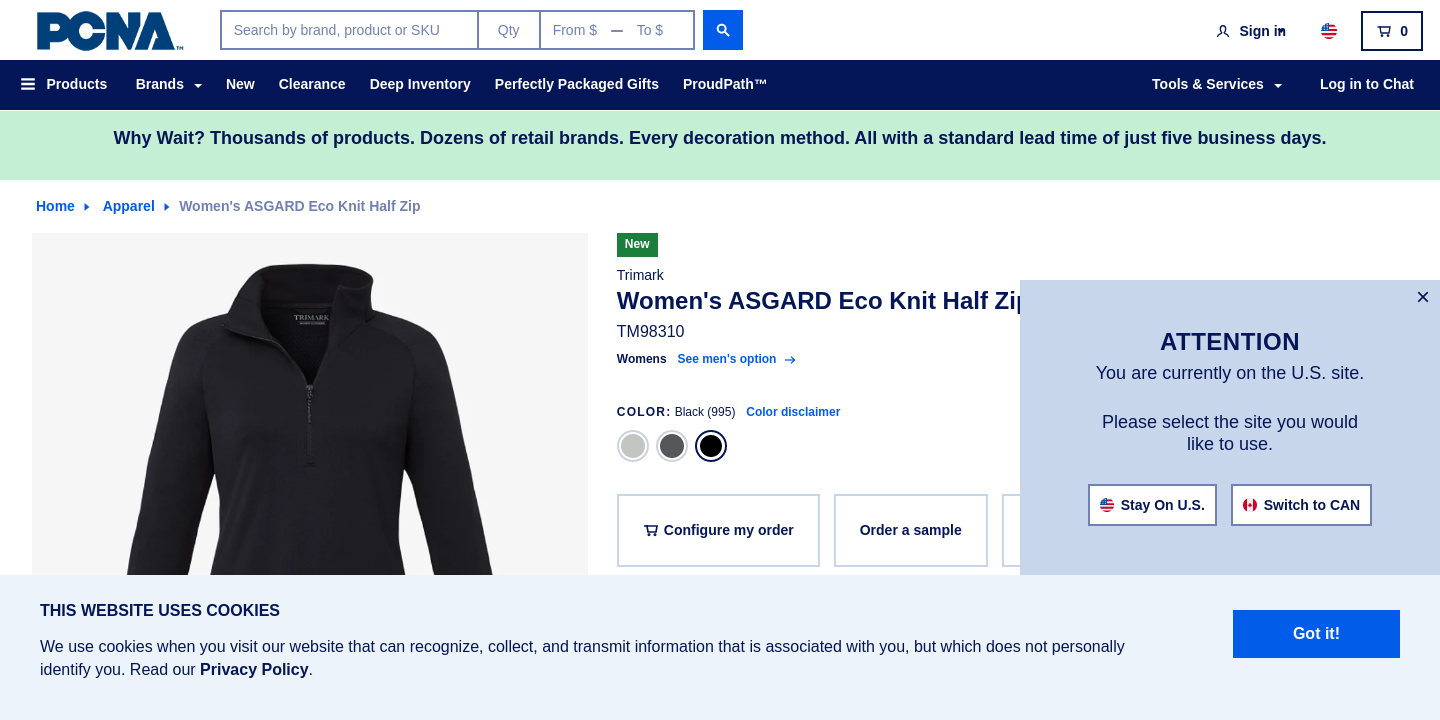 PCNA™
Search by brand, product or SKU
Qty
From $ — To $
Sign in
0
Products
Brands
New
Clearance
Deep Inventory
Perfectly Packaged Gifts
ProudPath™
Tools & Services
Log in to Chat
Why Wait? Thousands of products. Dozens of retail brands. Every decoration method. All with a standard lead time of just five business days.
Home
Apparel
Women's ASGARD Eco Knit Half Zip
TRIMARK
New
Trimark
Women's ASGARD Eco Knit Half Zip
TM98310
Womens See men's option
COLOR: Black (995) Color disclaimer
Configure my order
Order a sample
×
ATTENTION
You are currently on the U.S. site.
Please select the site you would
like to use.
Stay On U.S.
Switch to CAN
THIS WEBSITE USES COOKIES
We use cookies when you visit our website that can recognize, collect, and transmit information that is associated with you, but which does not personally
identify you. Read our Privacy Policy.
Got it!